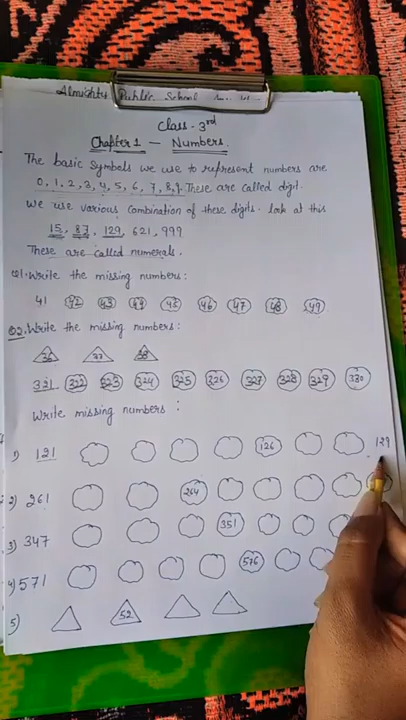 Almighty Public School
Class - 3rd
Chapter 1 - Numbers.
The basic symbols we use to represent numbers are
0, 1, 2, 3, 4, 5, 6, 7, 8, 9. These are called digit.
We use various combination of these digits. look at this
15, 87, 129, 621, 999
These are called numerals.
Q1. Write the missing numbers:
41 42 43 44 45 46 47 48 49
Q2. Write the missing numbers:
36 37 38
321 322 323 324 325 326 327 328 329 330
Write missing numbers :
1) 121 126 129
2) 261 264
3) 347 351
4) 571 576
5) 52